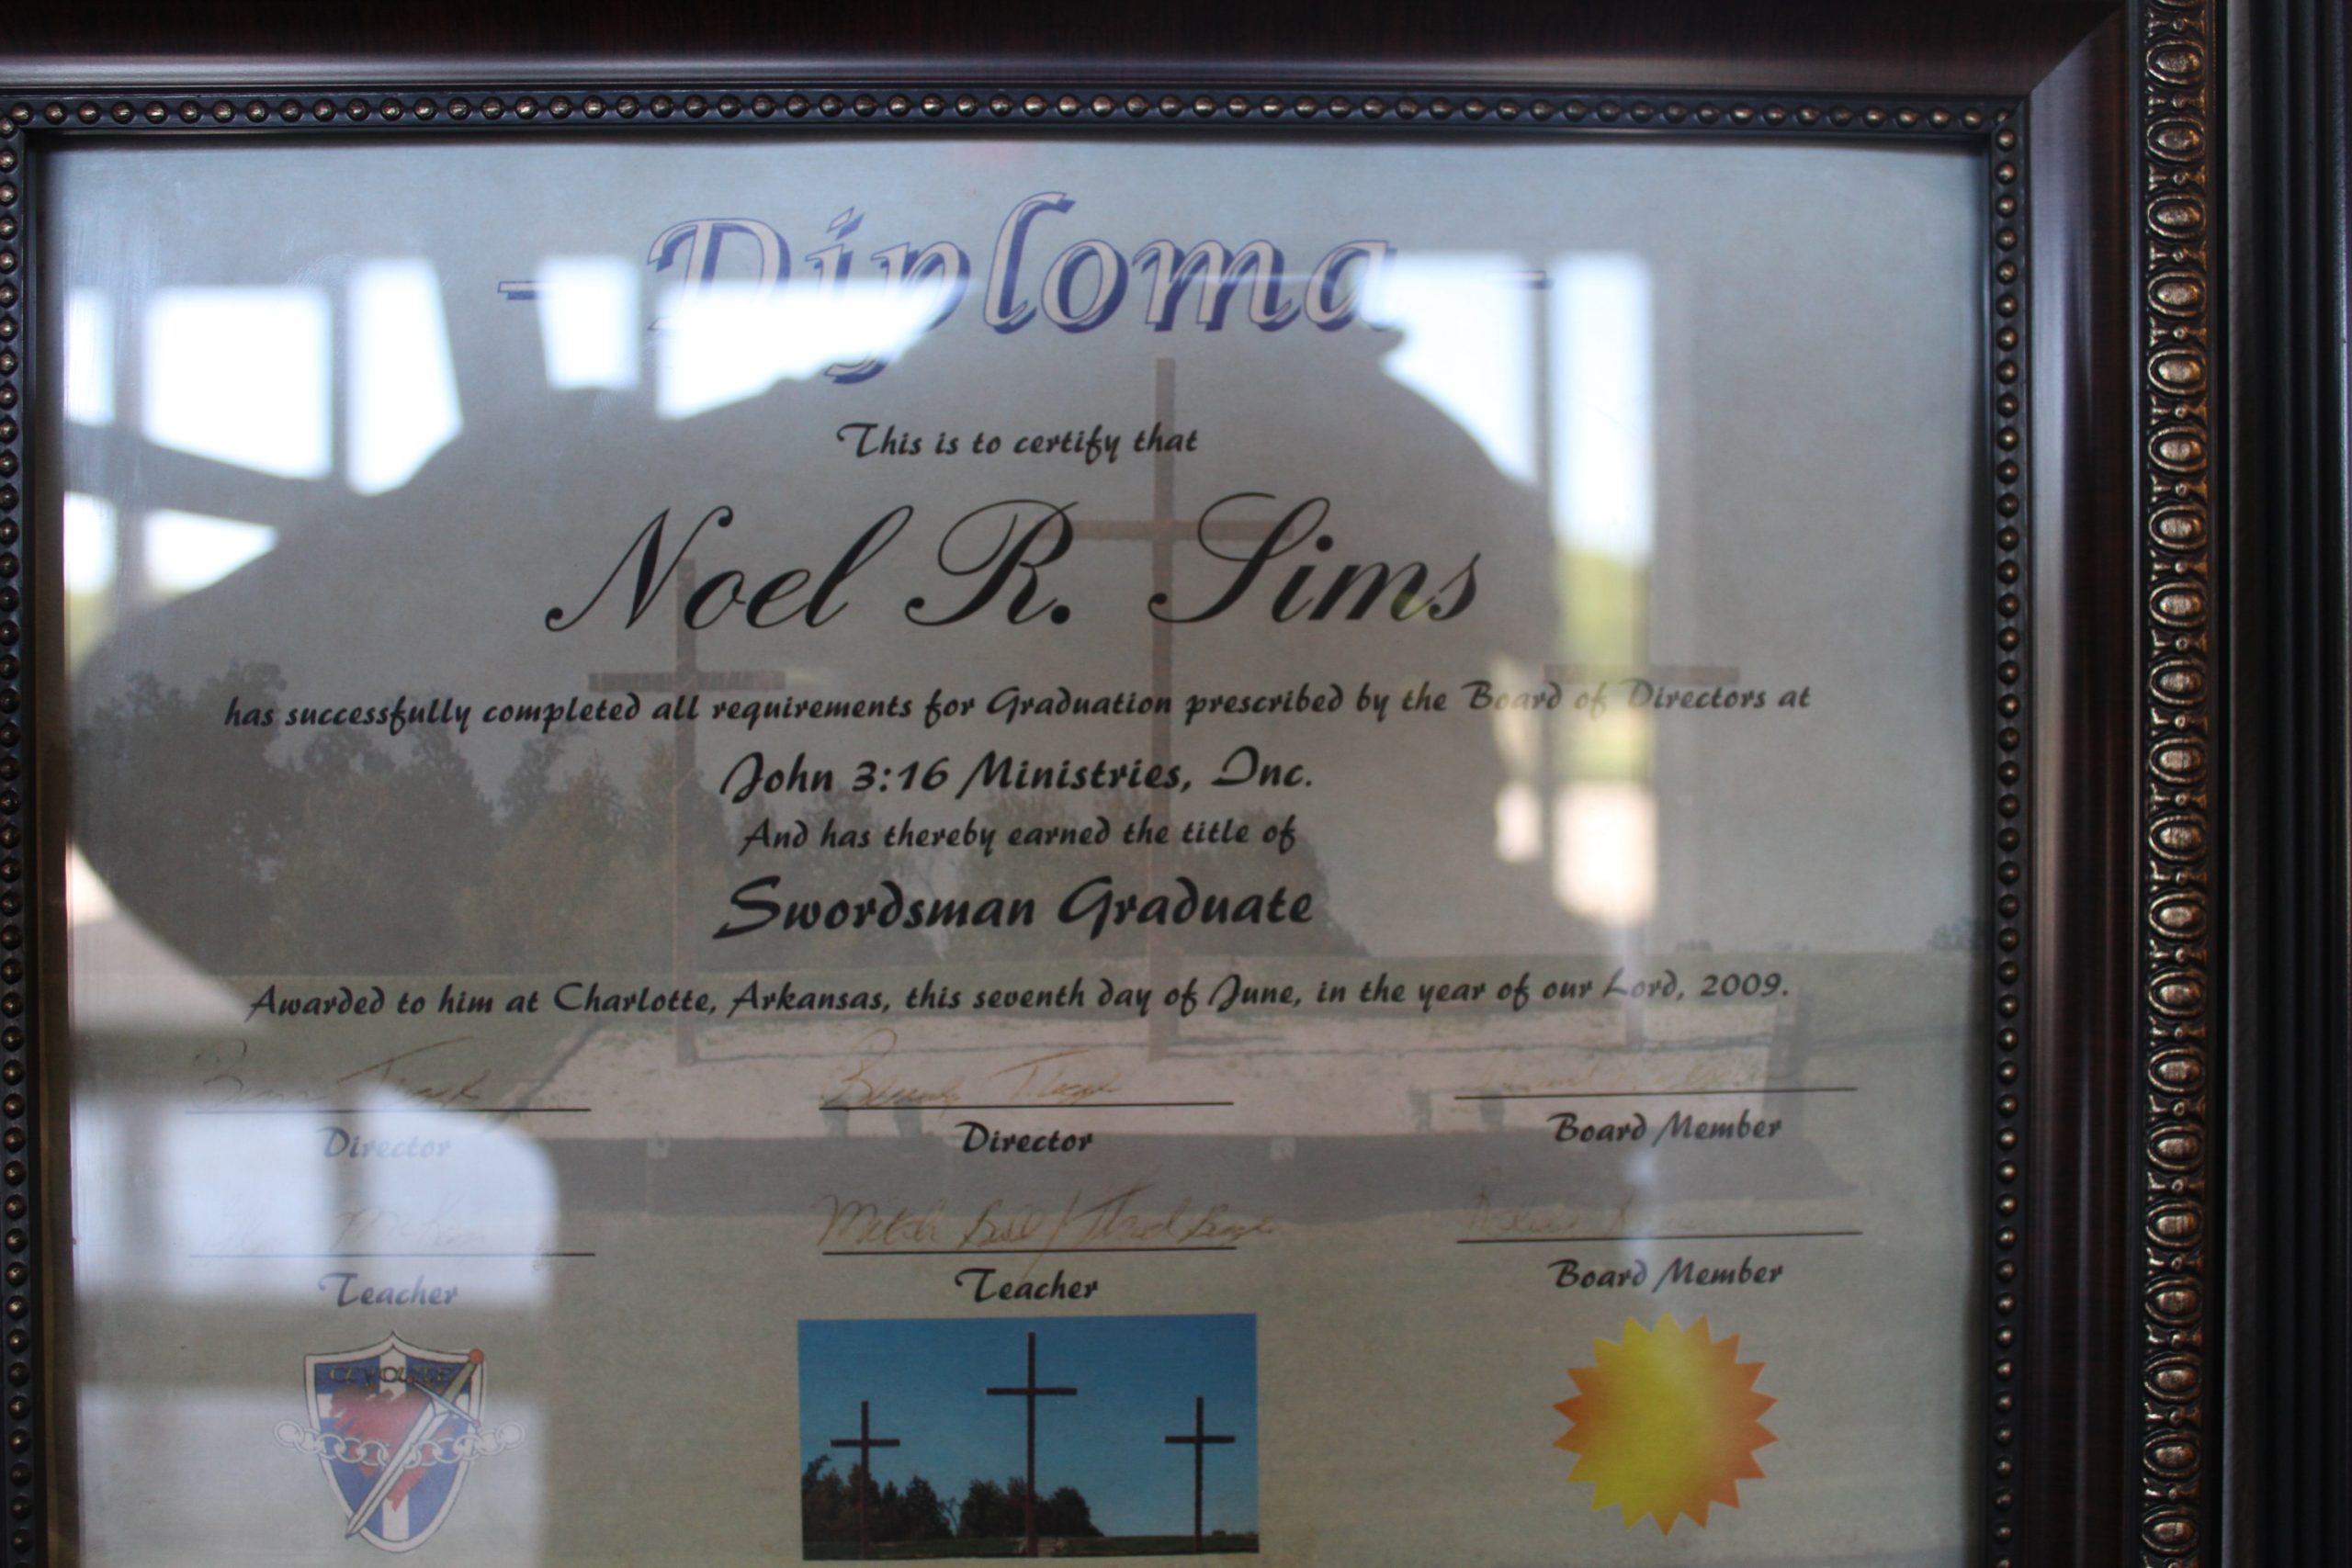 - Diploma -
This is to certify that
Noel R. Sims
has successfully completed all requirements for Graduation prescribed by the Board of Directors at
John 3:16 Ministries, Inc.
And has thereby earned the title of
Swordsman Graduate
Awarded to him at Charlotte, Arkansas, this seventh day of June, in the year of our Lord, 2009.
Director Director Board Member
Mitch
Teacher Teacher Board Member